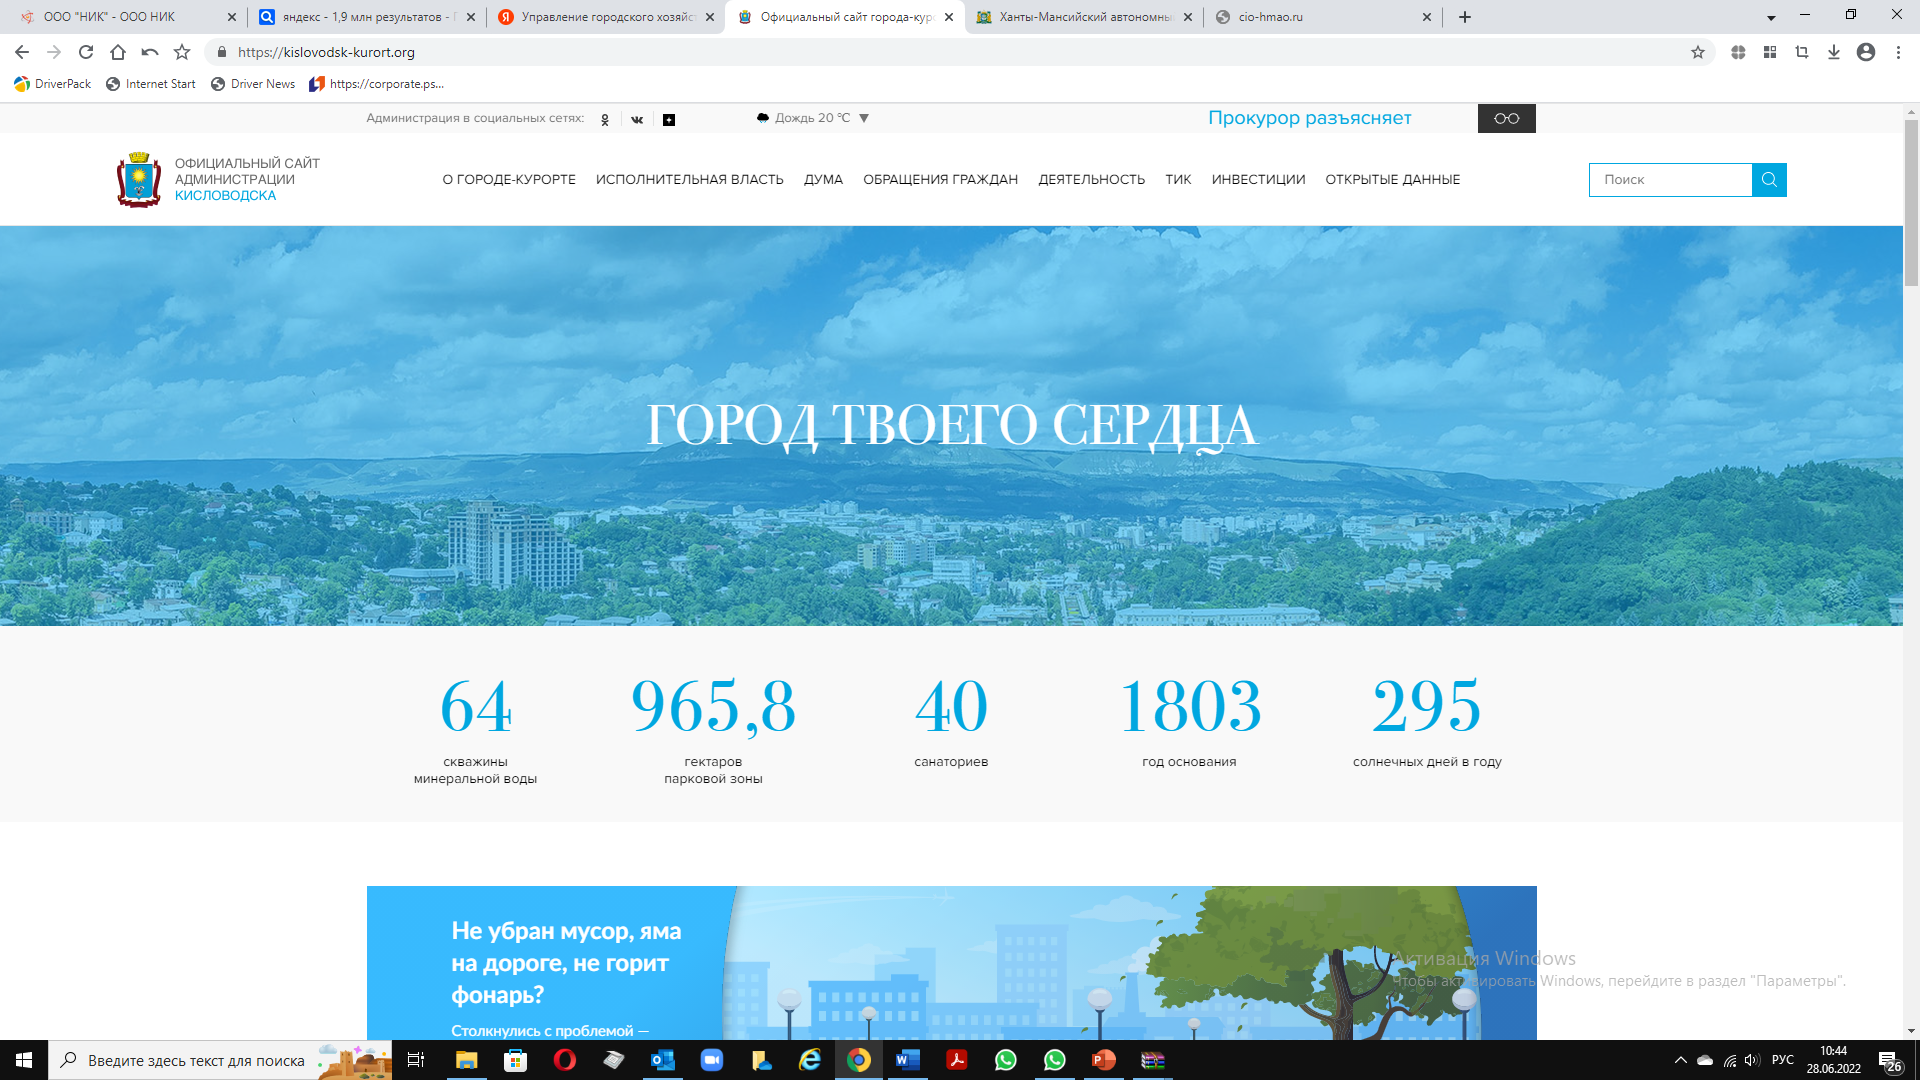 ООО "НИК" - ООО НИК
яндекс - 1,9 млн результатов - П
Управление городского хозяйст
Официальный сайт города-кур
Ханты-Мансийский автономны
cio-hmao.ru
https://kislovodsk-kurort.org
DriverPack
Internet Start
Driver News
https://corporate.ps...
Администрация в социальных сетях:
Дождь 20 °C
Прокурор разъясняет
ОФИЦИАЛЬНЫЙ САЙТ
АДМИНИСТРАЦИИ
КИСЛОВОДСКА
О ГОРОДЕ-КУРОРТЕ
ИСПОЛНИТЕЛЬНАЯ ВЛАСТЬ
ДУМА
ОБРАЩЕНИЯ ГРАЖДАН
ДЕЯТЕЛЬНОСТЬ
ТИК
ИНВЕСТИЦИИ
ОТКРЫТЫЕ ДАННЫЕ
Поиск
ГОРОД ТВОЕГО СЕРДЦА
64
скважины
минеральной воды
965,8
гектаров
парковой зоны
40
санаториев
1803
год основания
295
солнечных дней в году
Не убран мусор, яма
на дороге, не горит
фонарь?
Столкнулись с проблемой —
Активация Windows
Чтобы активировать Windows, перейдите в раздел "Параметры".
Введите здесь текст для поиска
РУС
10:44
28.06.2022
26